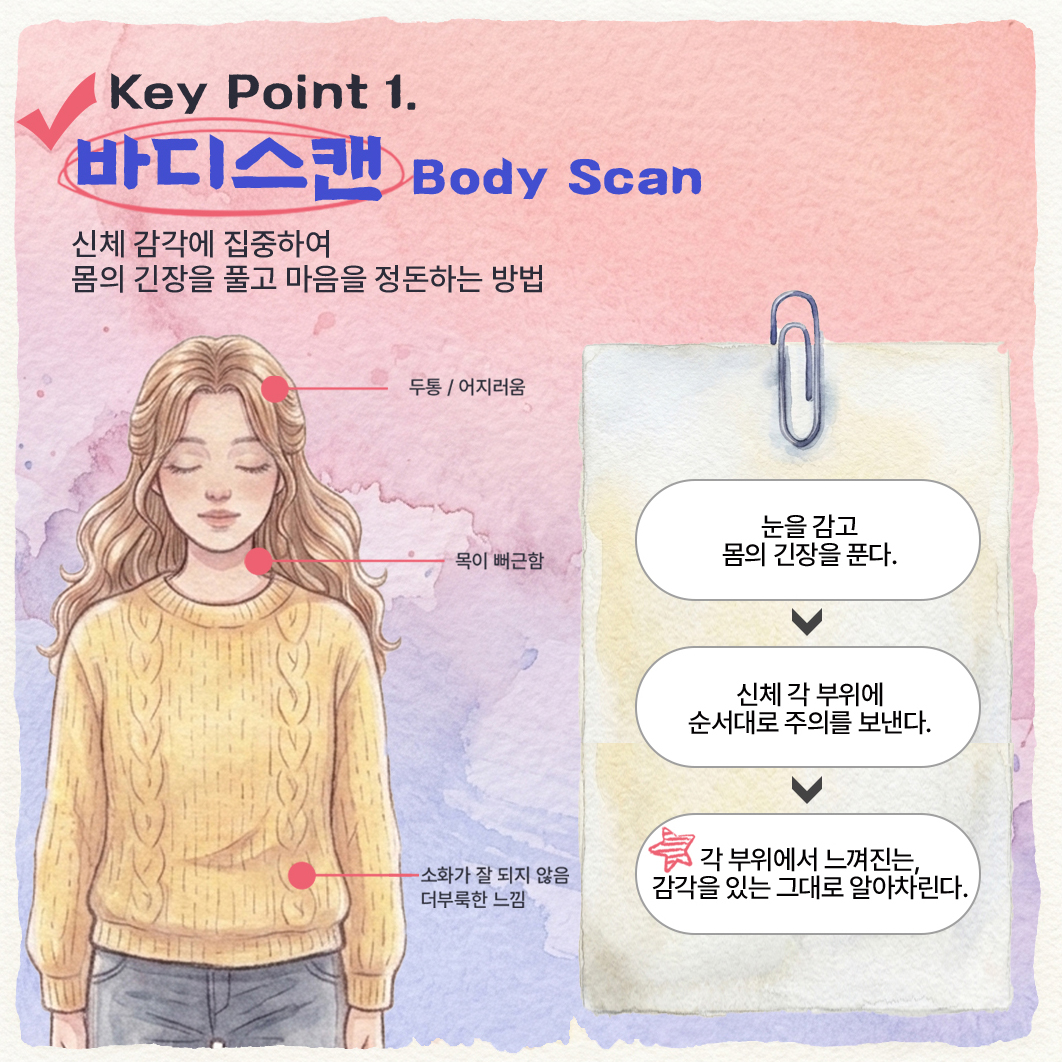 Key Point 1.
바디스캔 Body Scan
신체 감각에 집중하여
몸의 긴장을 풀고 마음을 정돈하는 방법
두통 / 어지러움
목이 뻐근함
소화가 잘 되지 않음
더부룩한 느낌
눈을 감고
몸의 긴장을 푼다.
신체 각 부위에
순서대로 주의를 보낸다.
각 부위에서 느껴진는,
감각을 있는 그대로 알아차린다.